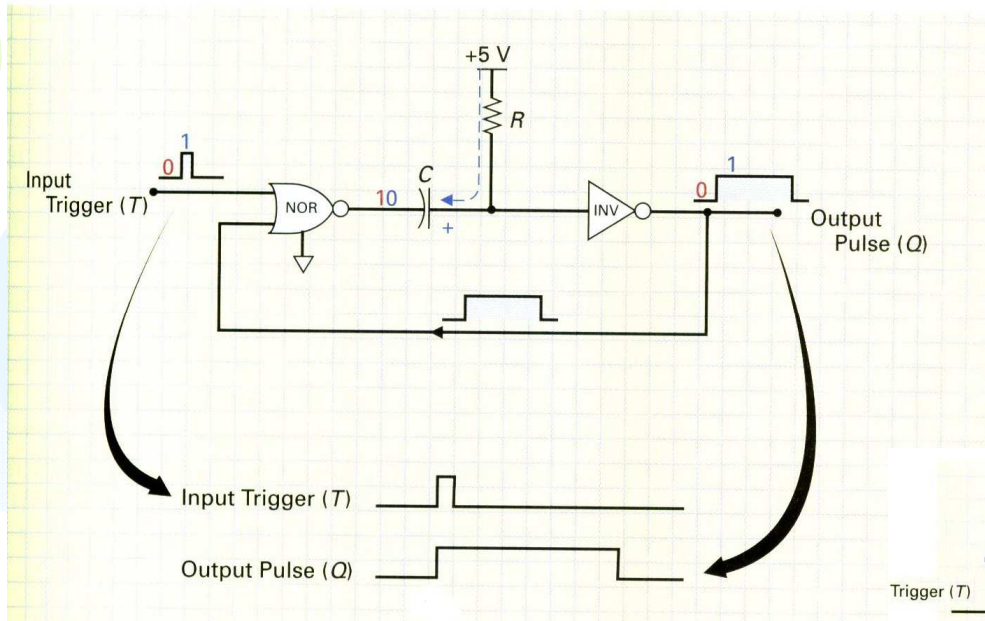 +5 V
R
1
0
Input
Trigger (T)
NOR
10
C
+
INV
0
1
Output
Pulse (Q)
Input Trigger (T)
Output Pulse (Q)
Trigger (T)